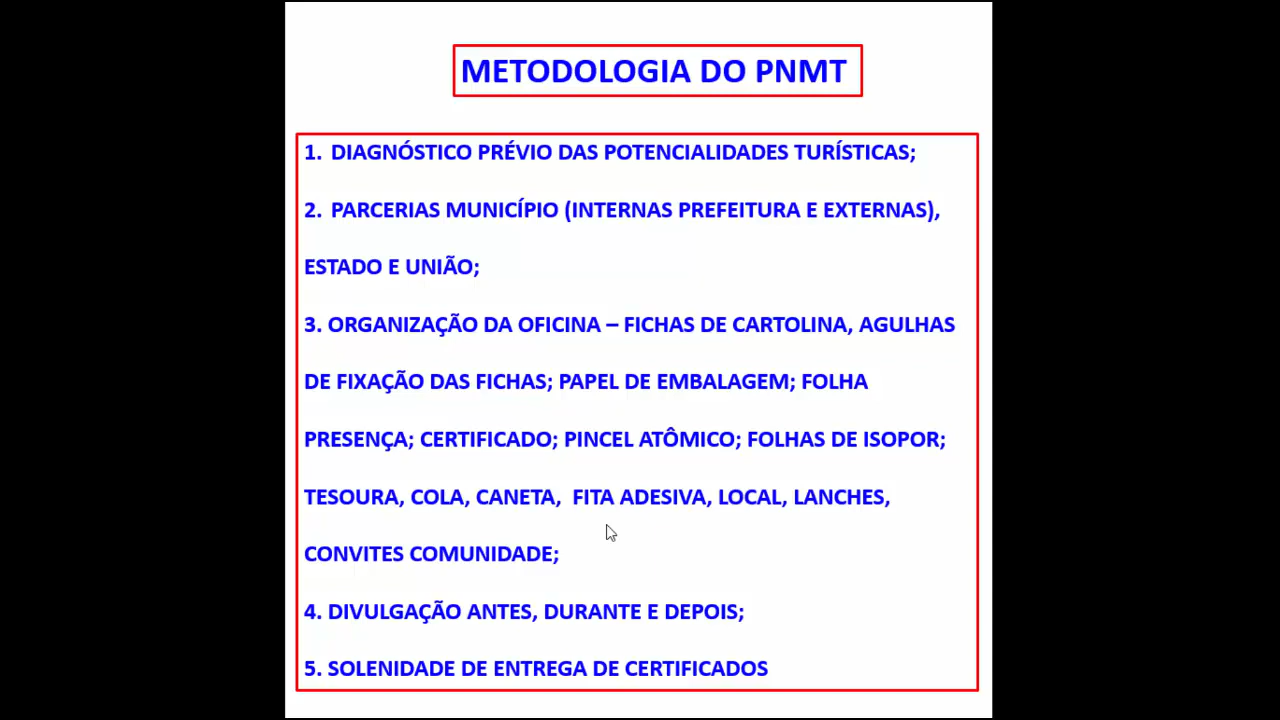 METODOLOGIA DO PNMT
1. DIAGNÓSTICO PRÉVIO DAS POTENCIALIDADES TURÍSTICAS;
2. PARCERIAS MUNICÍPIO (INTERNAS PREFEITURA E EXTERNAS),
ESTADO E UNIÃO;
3. ORGANIZAÇÃO DA OFICINA – FICHAS DE CARTOLINA, AGULHAS
DE FIXAÇÃO DAS FICHAS; PAPEL DE EMBALAGEM; FOLHA
PRESENÇA; CERTIFICADO; PINCEL ATÔMICO; FOLHAS DE ISOPOR;
TESOURA, COLA, CANETA, FITA ADESIVA, LOCAL, LANCHES,
CONVITES COMUNIDADE;
4. DIVULGAÇÃO ANTES, DURANTE E DEPOIS;
5. SOLENIDADE DE ENTREGA DE CERTIFICADOS